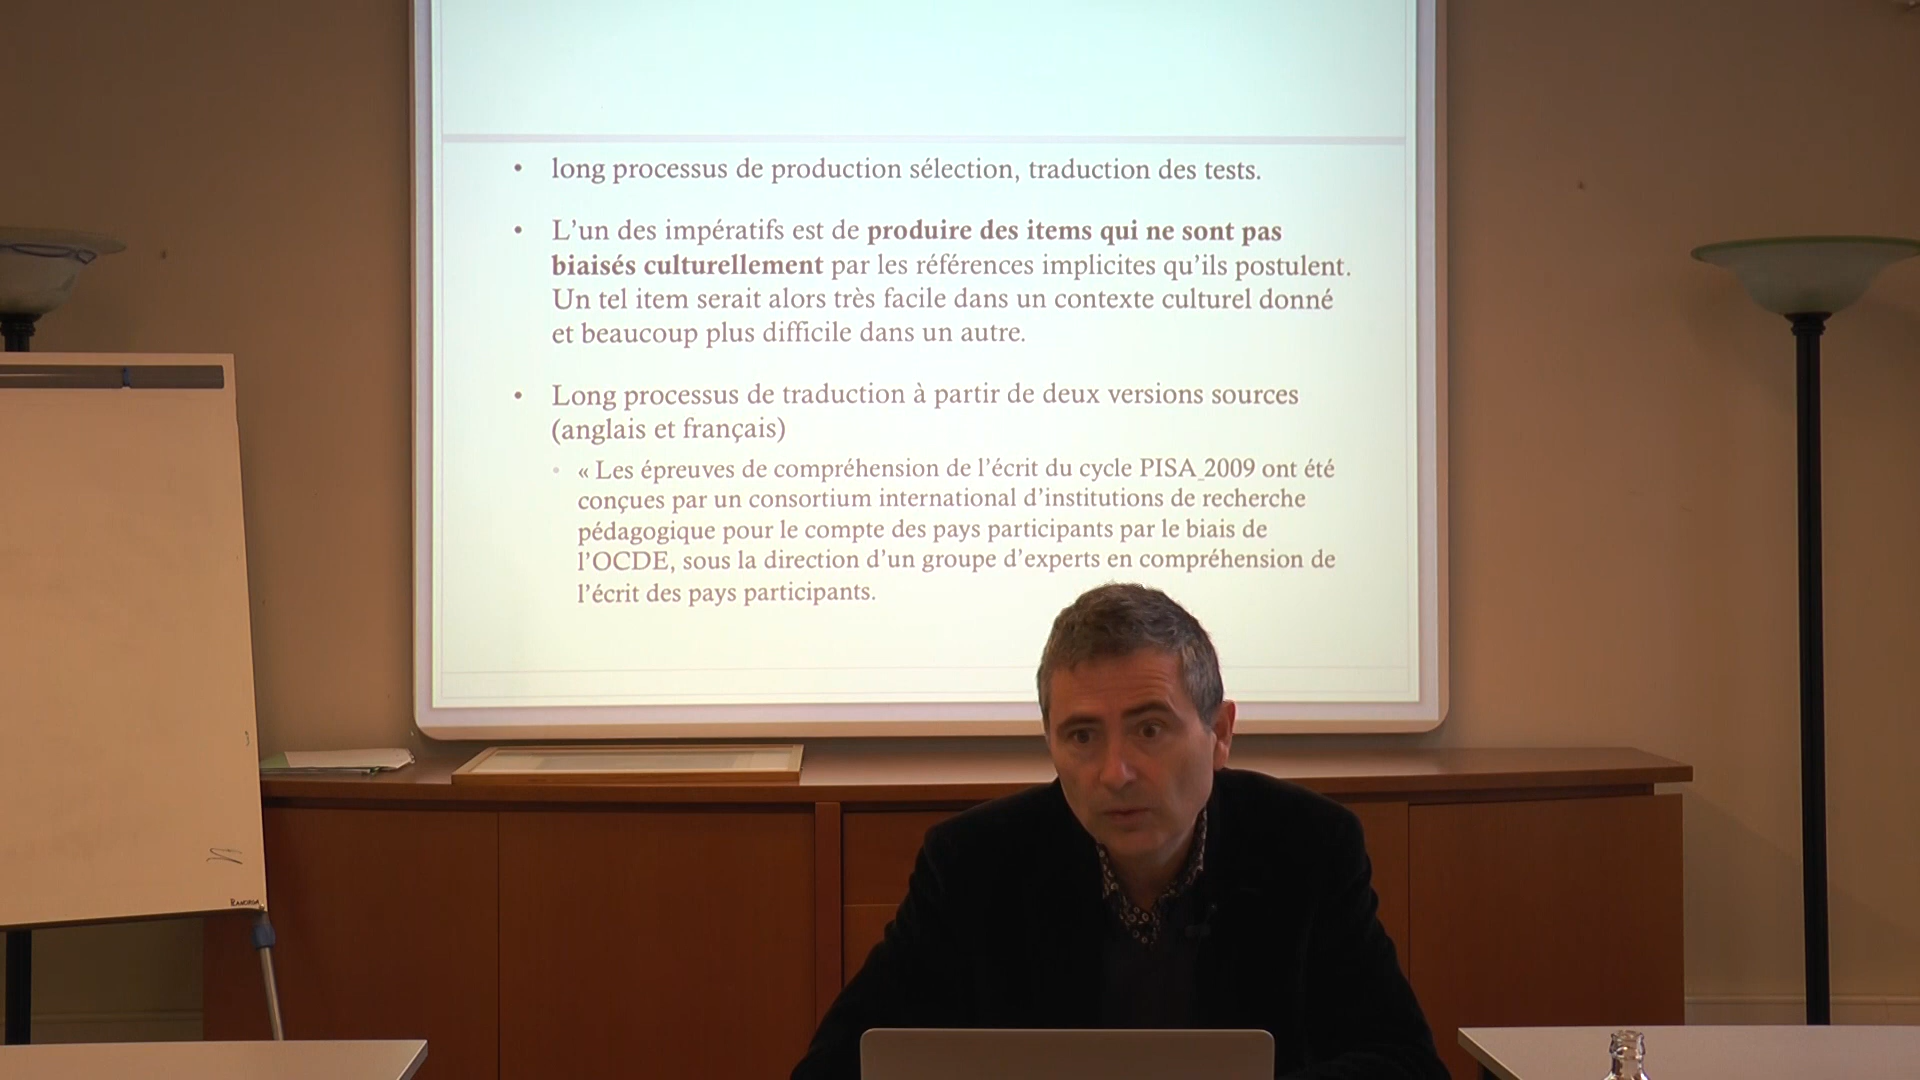 • long processus de production sélection, traduction des tests.
• L’un des impératifs est de produire des items qui ne sont pas
biaisés culturellement par les références implicites qu’ils postulent.
Un tel item serait alors très facile dans un contexte culturel donné
et beaucoup plus difficile dans un autre.
• Long processus de traduction à partir de deux versions sources
(anglais et français)
◦ « Les épreuves de compréhension de l’écrit du cycle PISA 2009 ont été
conçues par un consortium international d’institutions de recherche
pédagogique pour le compte des pays participants par le biais de
l’OCDE, sous la direction d’un groupe d’experts en compréhension de
l’écrit des pays participants.